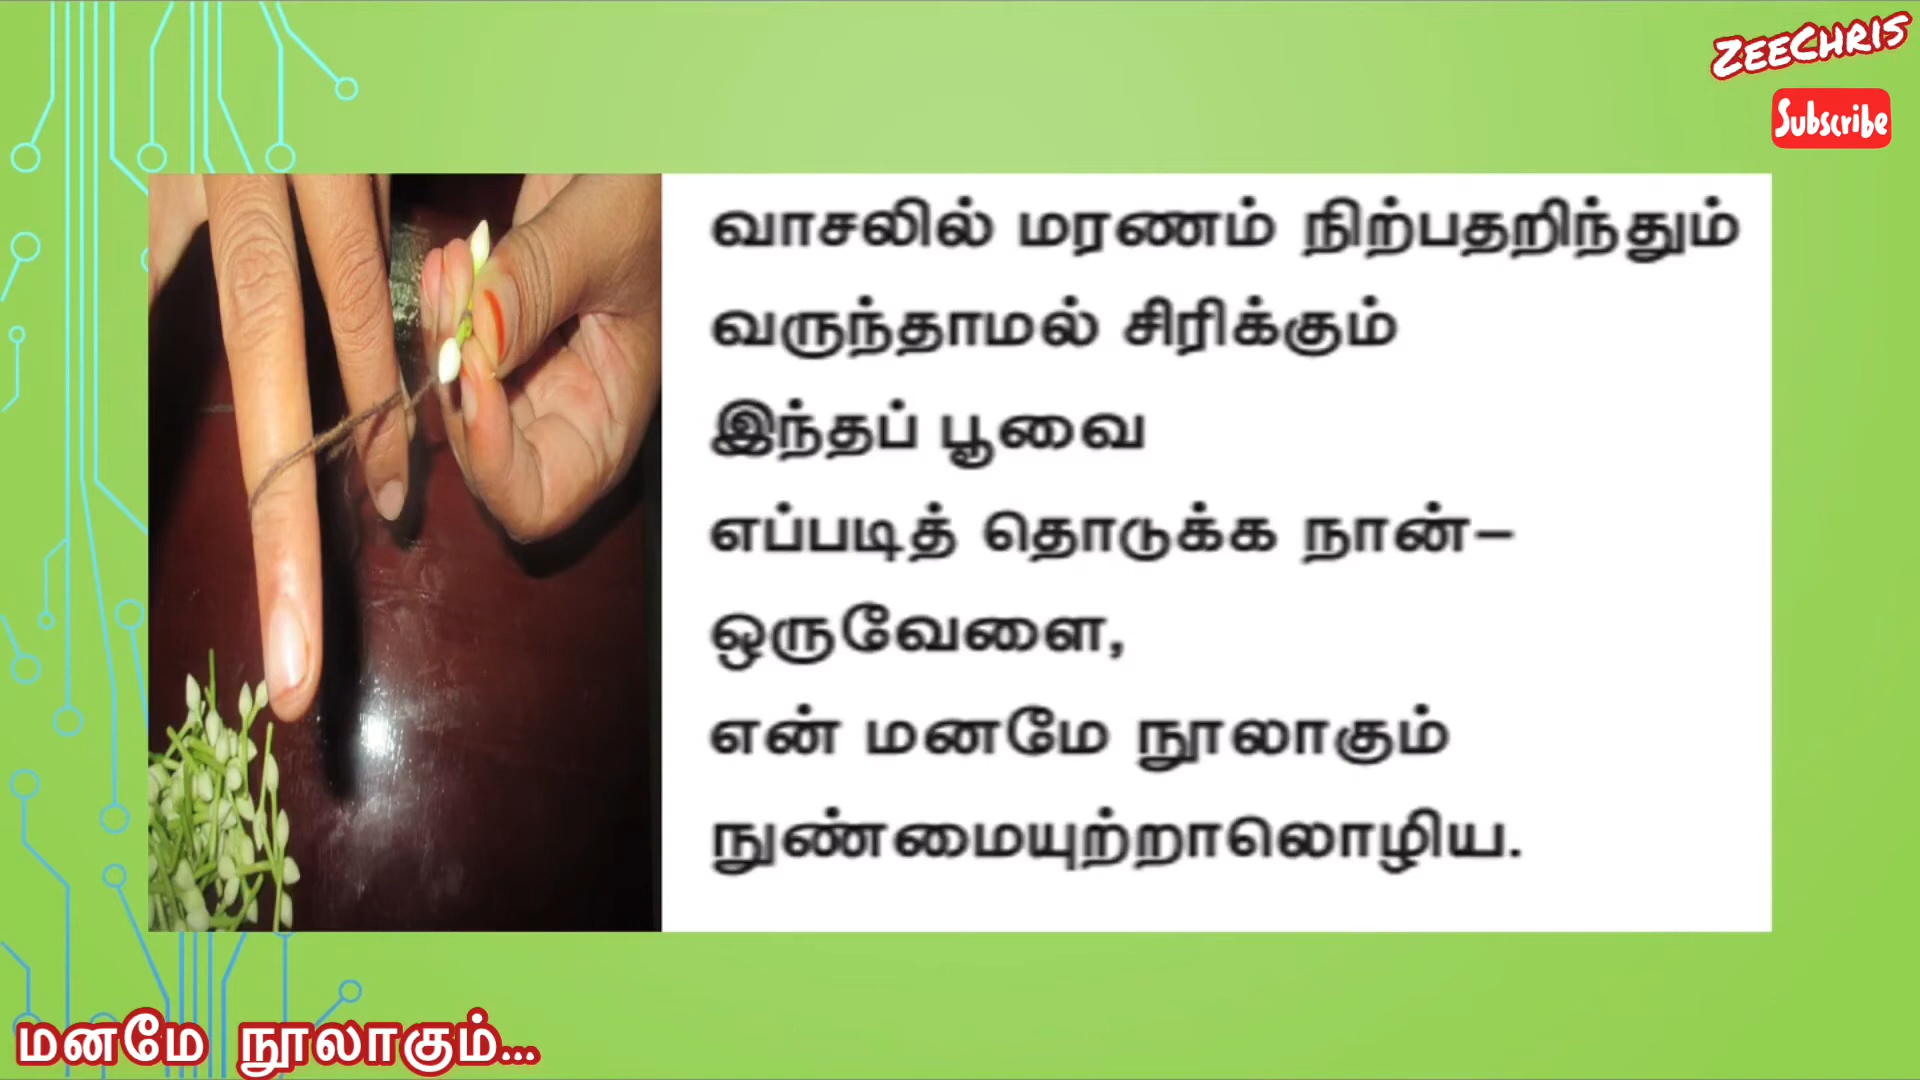 ZEECHRIS
Subscribe
வாசலில் மரணம் நிற்பதறிந்தும்
வருந்தாமல் சிரிக்கும்
இந்தப் பூவை
எப்படித் தொடுக்க நான்–
ஒருவேளை,
என் மனமே நூலாகும்
நுண்மையுற்றாலொழிய.
மனமே நூலாகும்...